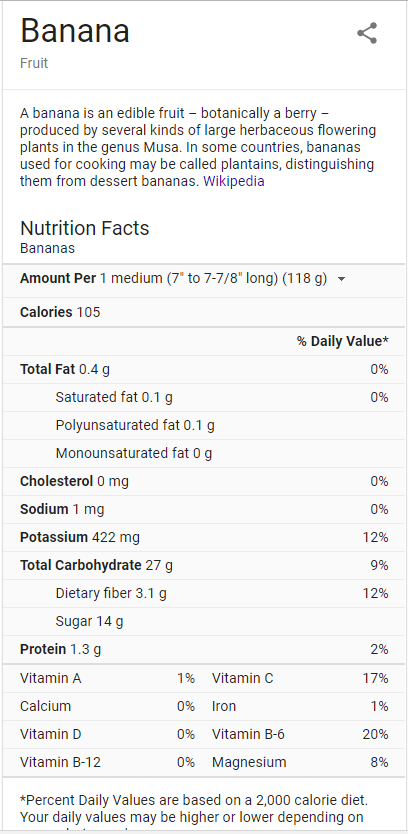 Banana
Fruit
A banana is an edible fruit – botanically a berry –
produced by several kinds of large herbaceous flowering
plants in the genus Musa. In some countries, bananas
used for cooking may be called plantains, distinguishing
them from dessert bananas. Wikipedia
Nutrition Facts
Bananas
Amount Per 1 medium (7" to 7-7/8" long) (118 g)
Calories 105
% Daily Value*
Total Fat 0.4 g 0%
Saturated fat 0.1 g 0%
Polyunsaturated fat 0.1 g
Monounsaturated fat 0 g
Cholesterol 0 mg 0%
Sodium 1 mg 0%
Potassium 422 mg 12%
Total Carbohydrate 27 g 9%
Dietary fiber 3.1 g 12%
Sugar 14 g
Protein 1.3 g 2%
Vitamin A 1% Vitamin C 17%
Calcium 0% Iron 1%
Vitamin D 0% Vitamin B-6 20%
Vitamin B-12 0% Magnesium 8%
*Percent Daily Values are based on a 2,000 calorie diet.
Your daily values may be higher or lower depending on